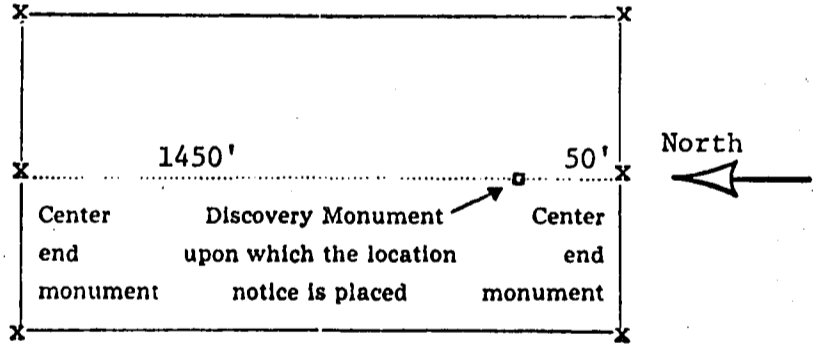 X X
1450' 50' North
X X
Center Discovery Monument Center
end upon which the location end
monument notice is placed monument
X X